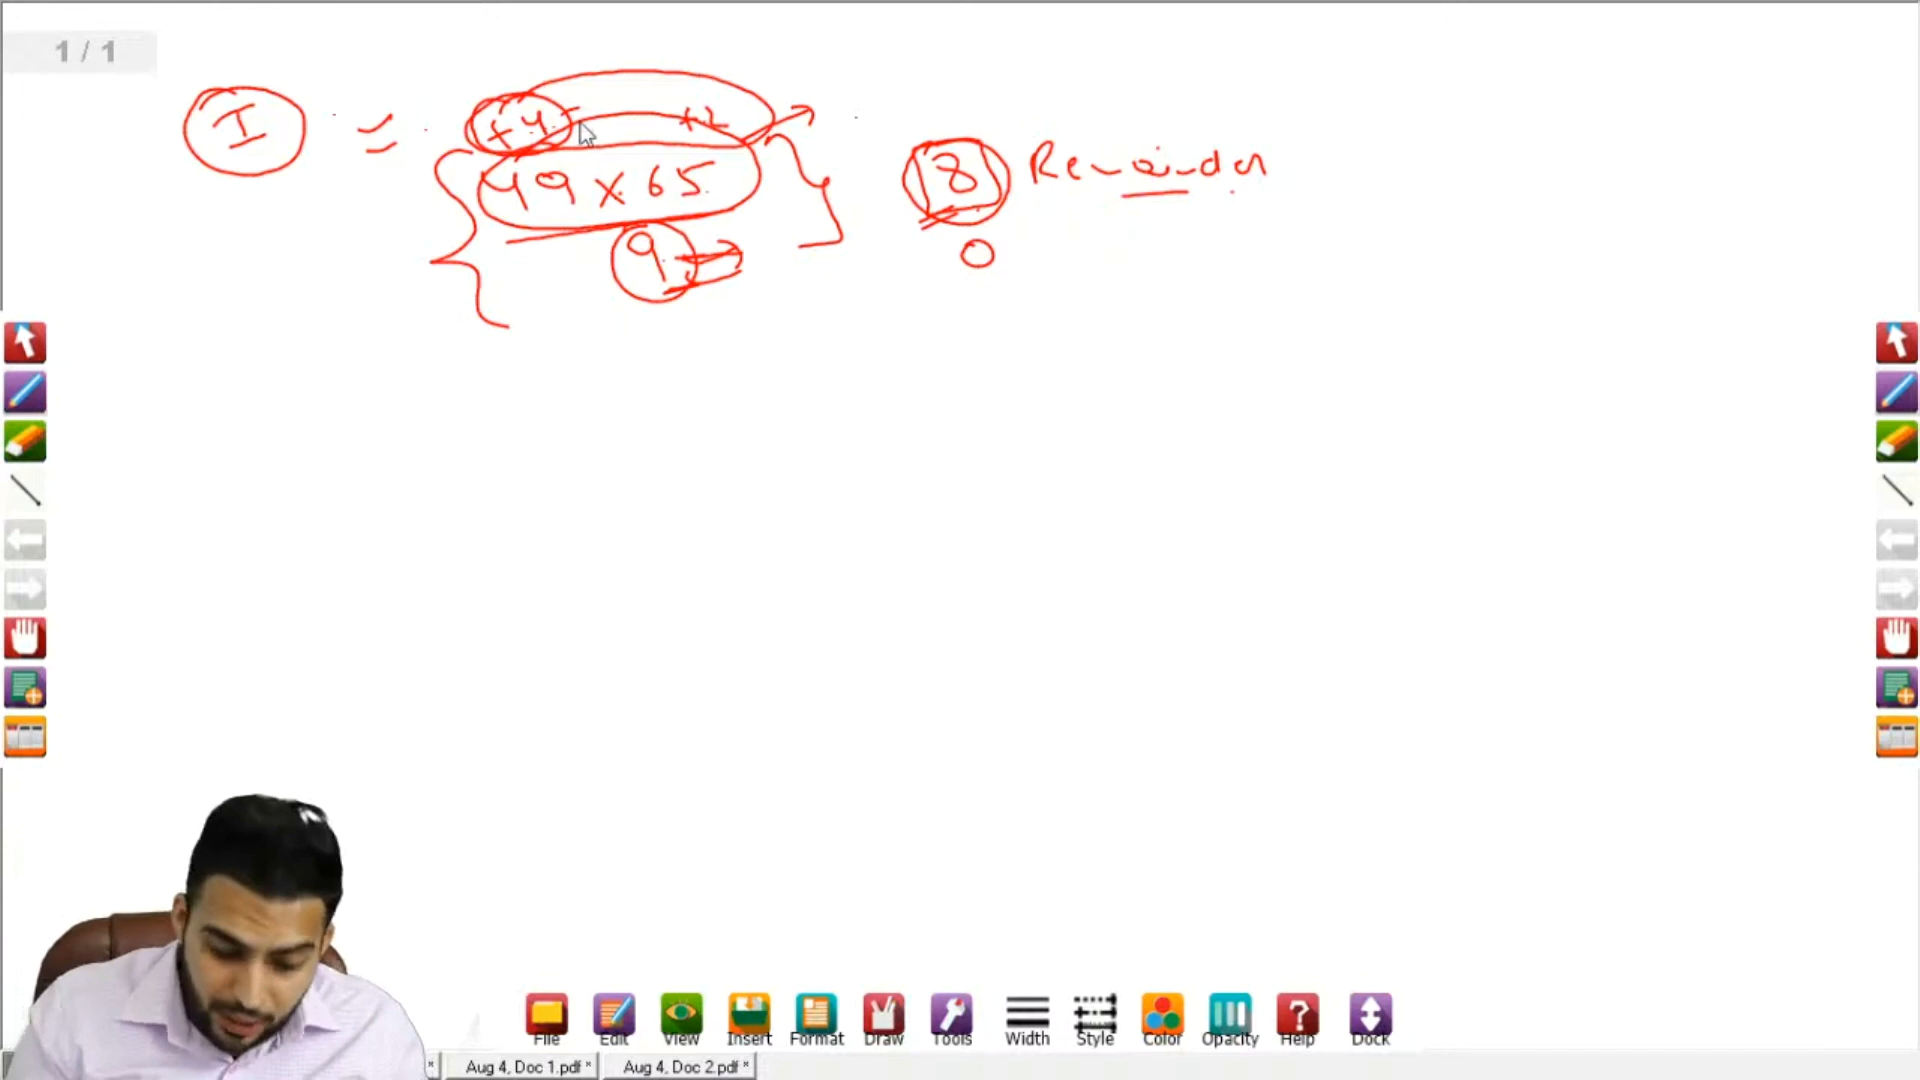 1 / 1
I = +4 +2
49 x 65
9
8 Remainder
0
File Edit View Insert Format Draw Tools Width Style Color Opacity Help Dock
Aug 4, Doc 1.pdf * Aug 4, Doc 2.pdf *